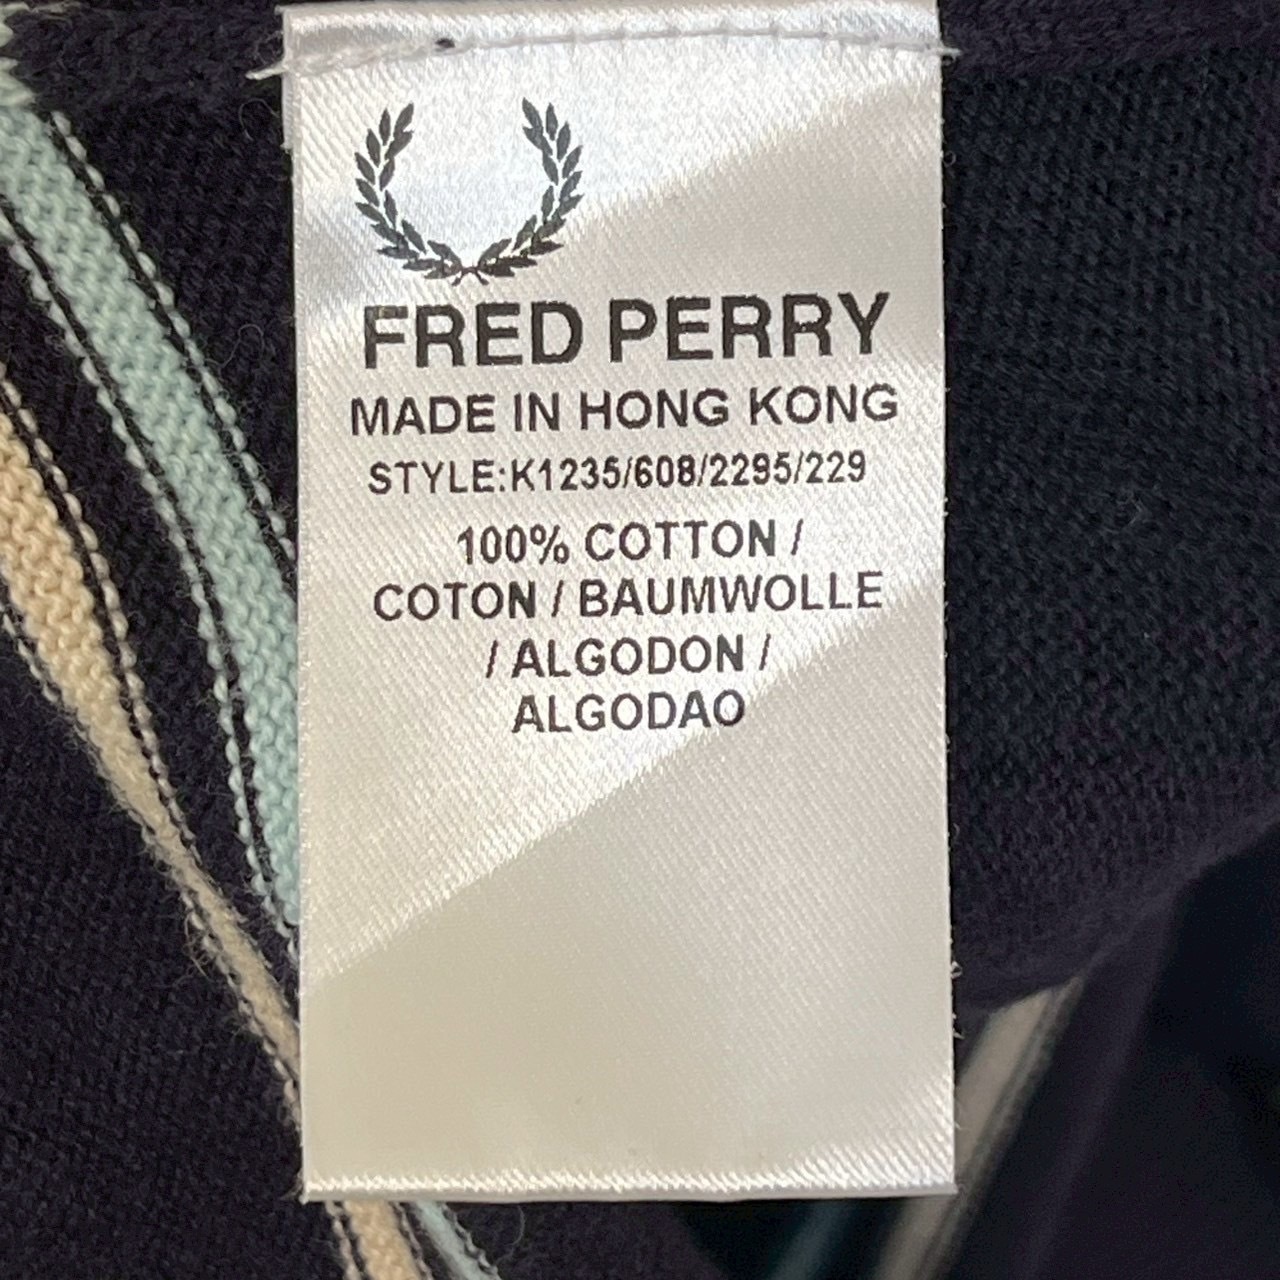 FRED PERRY
MADE IN HONG KONG
STYLE:K1235/608/2295/229
100% COTTON /
COTON / BAUMWOLLE
/ ALGODON /
ALGODAO